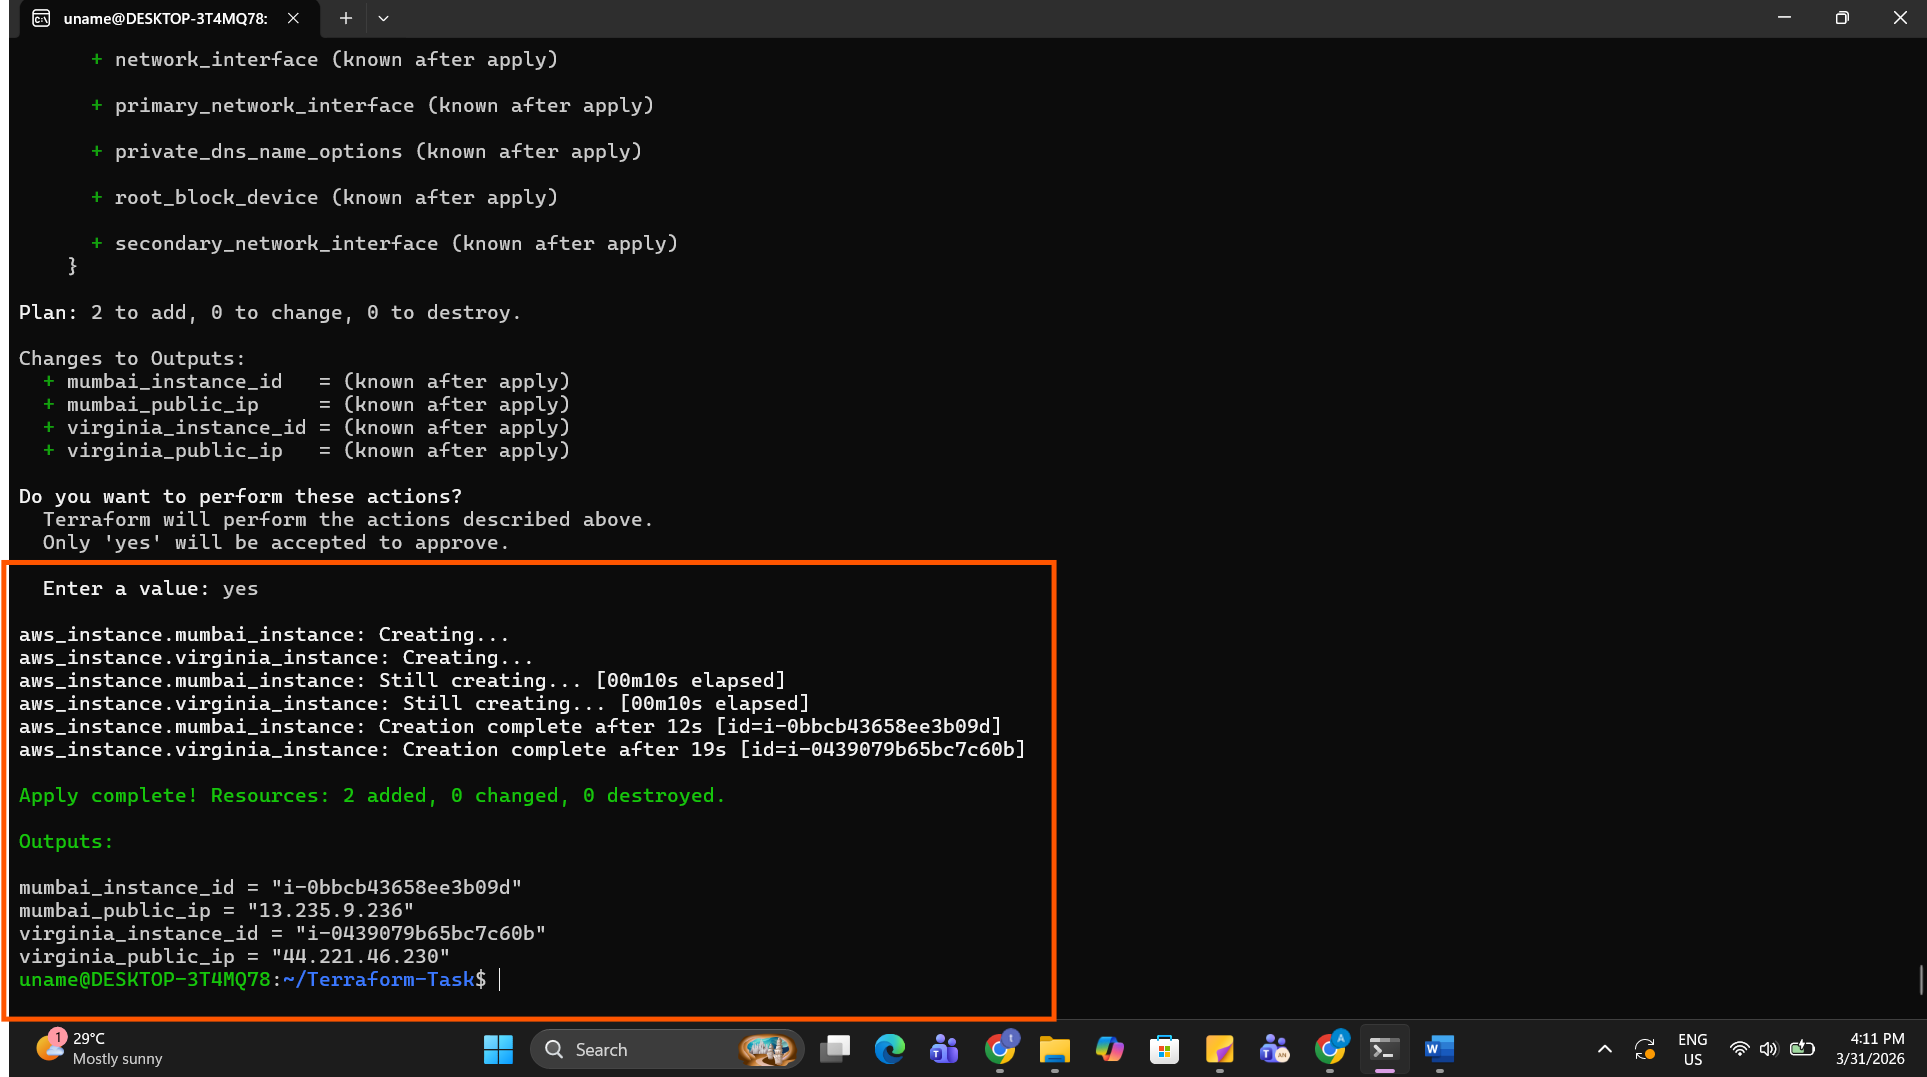 uname@DESKTOP-3T4MQ78:
+ network_interface (known after apply)
+ primary_network_interface (known after apply)
+ private_dns_name_options (known after apply)
+ root_block_device (known after apply)
+ secondary_network_interface (known after apply)
}
Plan: 2 to add, 0 to change, 0 to destroy.
Changes to Outputs:
+ mumbai_instance_id   = (known after apply)
+ mumbai_public_ip     = (known after apply)
+ virginia_instance_id = (known after apply)
+ virginia_public_ip   = (known after apply)
Do you want to perform these actions?
Terraform will perform the actions described above.
Only 'yes' will be accepted to approve.
Enter a value: yes
aws_instance.mumbai_instance: Creating...
aws_instance.virginia_instance: Creating...
aws_instance.mumbai_instance: Still creating... [00m10s elapsed]
aws_instance.virginia_instance: Still creating... [00m10s elapsed]
aws_instance.mumbai_instance: Creation complete after 12s [id=i-0bbcb43658ee3b09d]
aws_instance.virginia_instance: Creation complete after 19s [id=i-0439079b65bc7c60b]
Apply complete! Resources: 2 added, 0 changed, 0 destroyed.
Outputs:
mumbai_instance_id = "i-0bbcb43658ee3b09d"
mumbai_public_ip = "13.235.9.236"
virginia_instance_id = "i-0439079b65bc7c60b"
virginia_public_ip = "44.221.46.230"
uname@DESKTOP-3T4MQ78:~/Terraform-Task$
1
29°C
Mostly sunny
Search
ENG
US
4:11 PM
3/31/2026